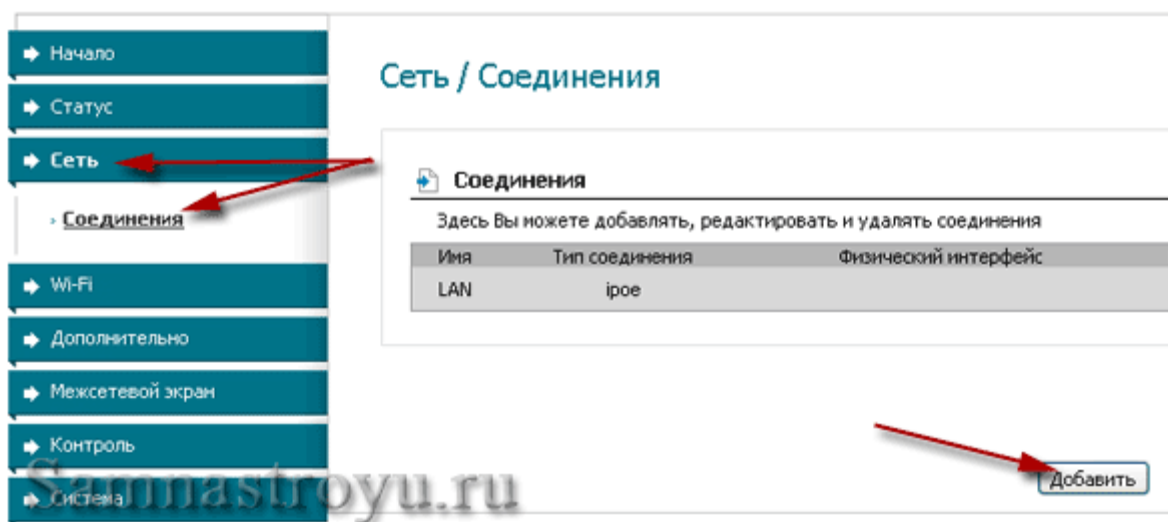 Начало
Статус
Сеть
Соединения
Wi-Fi
Дополнительно
Межсетевой экран
Контроль
Система
Сеть / Соединения
Соединения
Здесь Вы можете добавлять, редактировать и удалять соединения
Имя Тип соединения Физический интерфейс
LAN ipoe
Добавить
Samnastroyu.ru